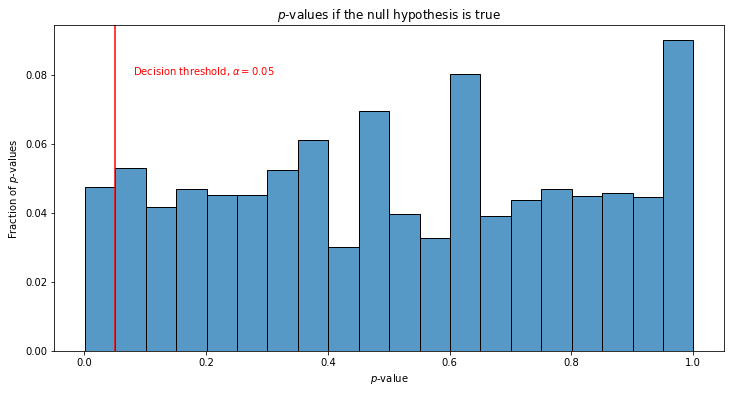 p-values if the null hypothesis is true
Decision threshold, α = 0.05
Fraction of p-values
0.08
0.06
0.04
0.02
0.00
0.0 0.2 0.4 0.6 0.8 1.0
p-value